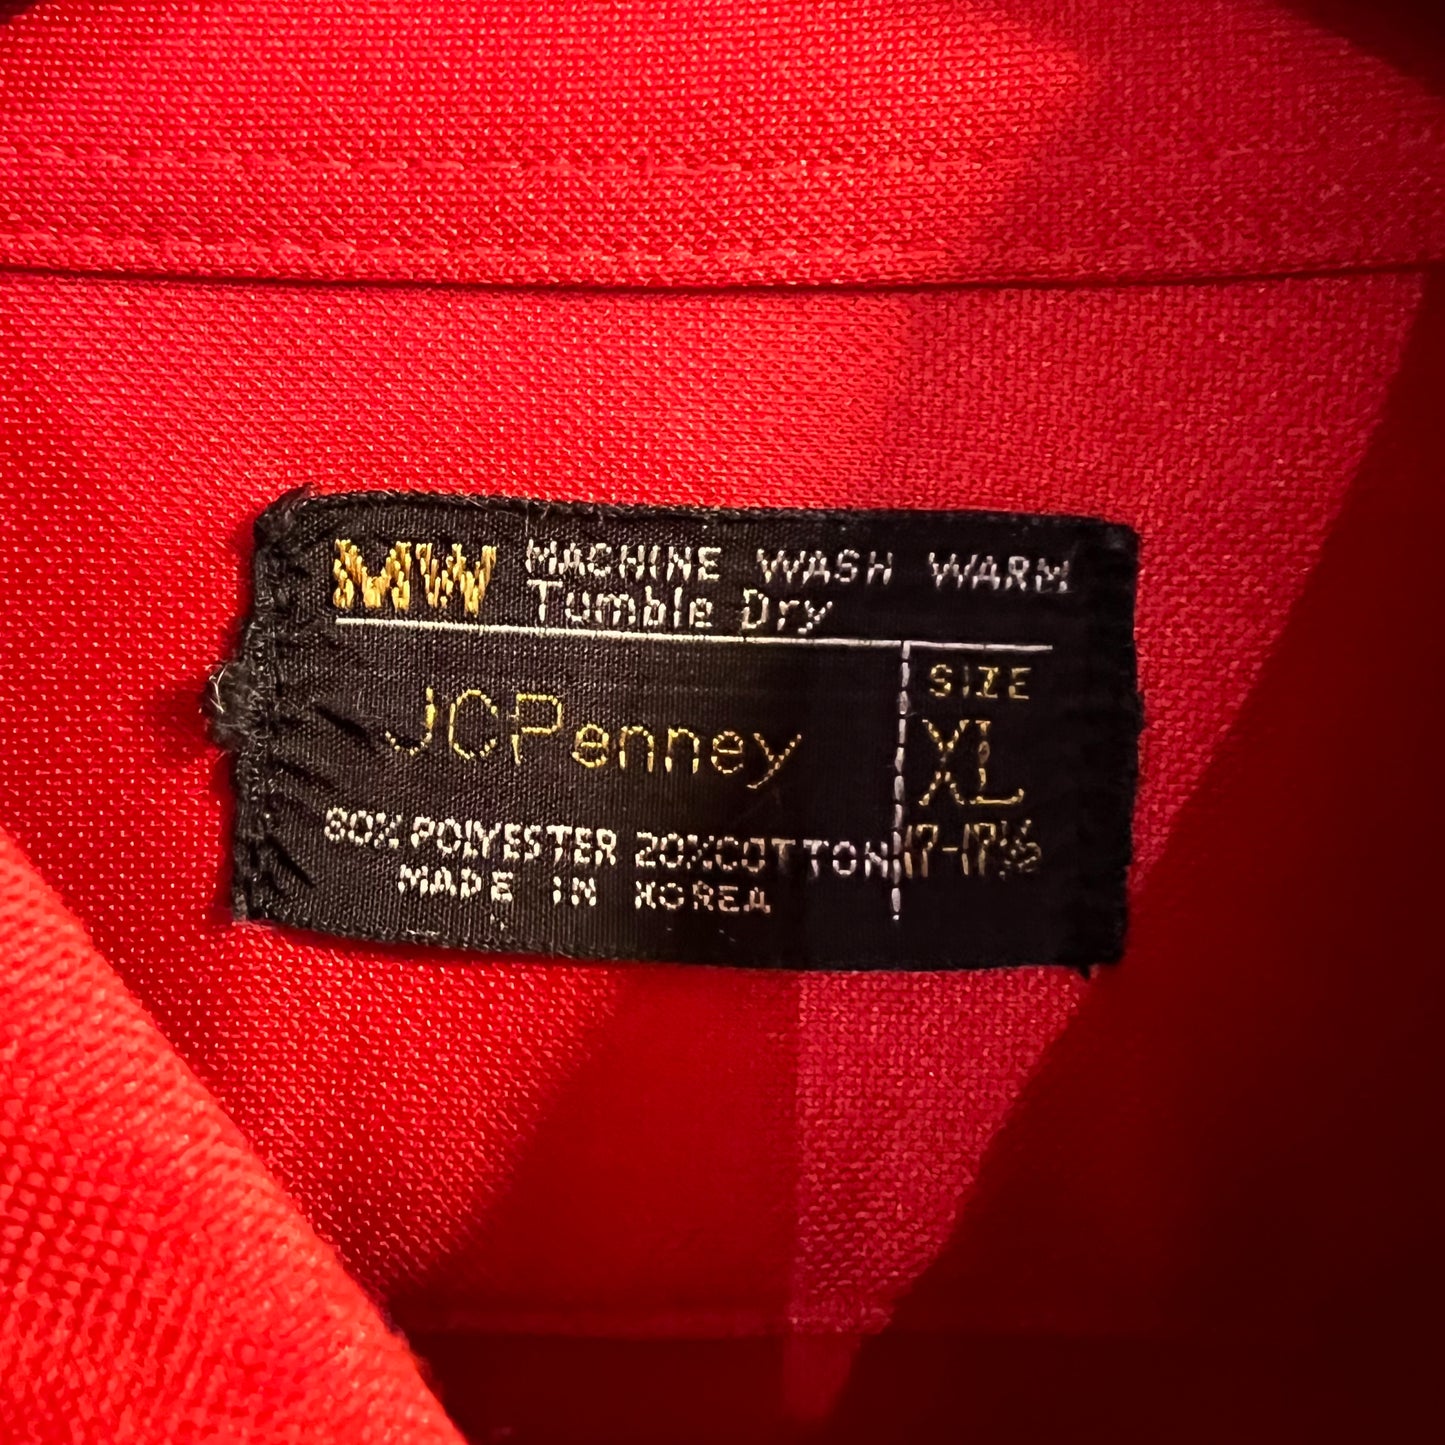 MW MACHINE WASH WARM
Tumble Dry
JCPenney
SIZE
XL
17-17½
80% POLYESTER 20% COTTON
MADE IN KOREA